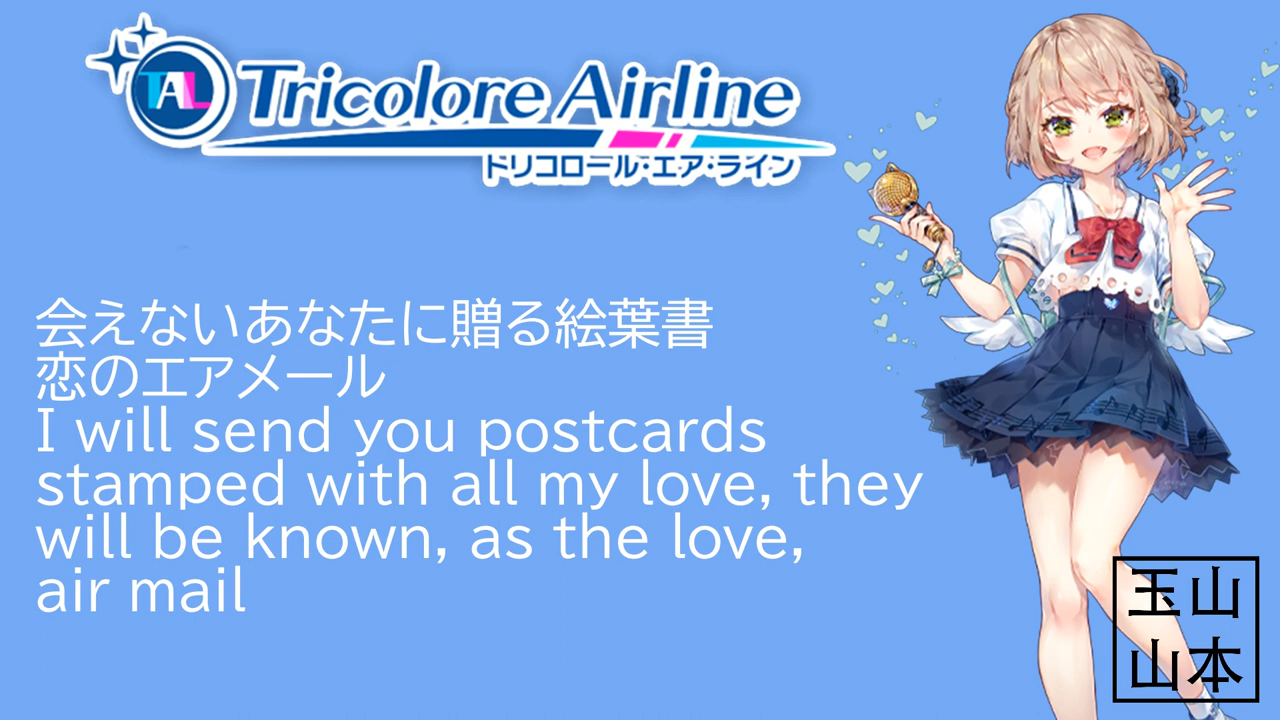 TAL
Tricolore Airline
トリコロール・エア・ライン
会えないあなたに贈る絵葉書
恋のエアメール
I will send you postcards
stamped with all my love, they
will be known, as the love,
air mail
玉山
山本